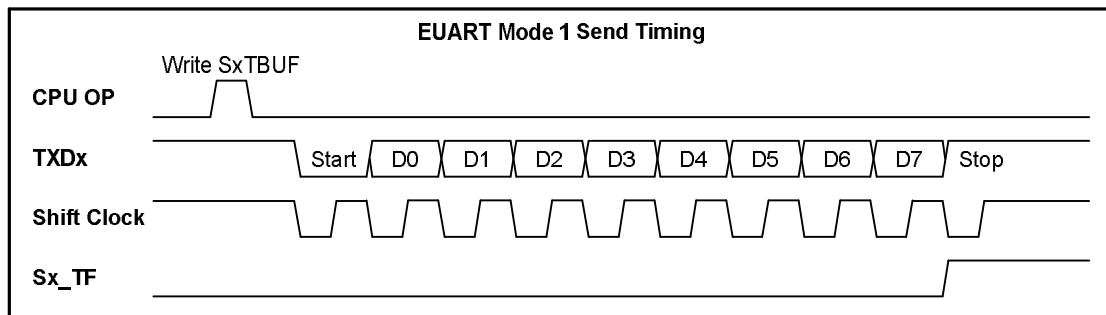 EUART Mode 1 Send Timing
Write SxTBUF
CPU OP
TXDx Start D0 D1 D2 D3 D4 D5 D6 D7 Stop
Shift Clock
Sx_TF